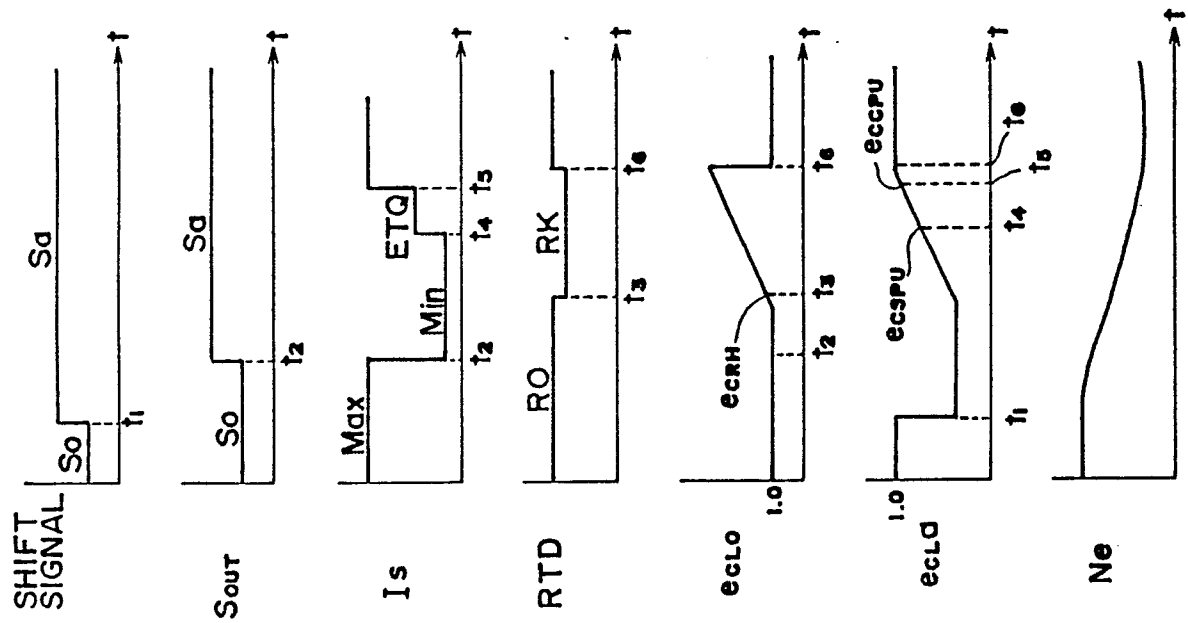 SHIFT
SIGNAL
So
Sa
t1
t
SOUT
So
Sa
t2
t
Is
Max
Min
ETQ
t2
t4
t5
t
RTD
RO
RK
t3
t6
t
eCLO
1.0
eCRH
t2
t3
t6
t
eCLa
1.0
eCSPU
eCCPU
t1
t4
t5
t6
t
Ne
t